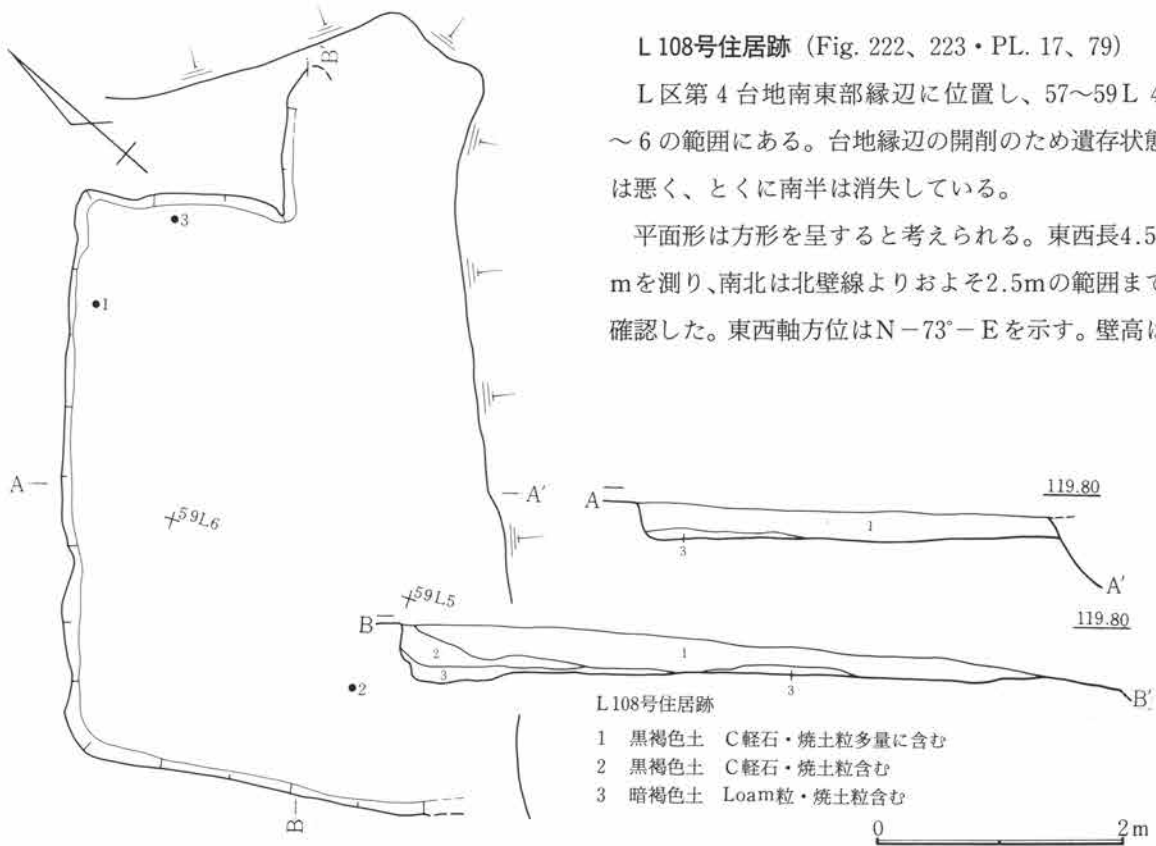 L 108号住居跡 (Fig. 222、223・PL. 17、79)
L区第4台地南東部縁辺に位置し、57～59L 4
～6の範囲にある。台地縁辺の開削のため遺存状態
は悪く、とくに南半は消失している。
平面形は方形を呈すると考えられる。東西長4.5
mを測り、南北は北壁線よりおよそ2.5mの範囲まで
確認した。東西軸方位はN－73°－Eを示す。壁高は
B′
3
1
A
A′
59L6
2
B
A
119.80
1
3
A′
59L5
B
119.80
2
1
3
3
B′
L108号住居跡
1 黒褐色土 C軽石・焼土粒多量に含む
2 黒褐色土 C軽石・焼土粒含む
3 暗褐色土 Loam粒・焼土粒含む
0 2m